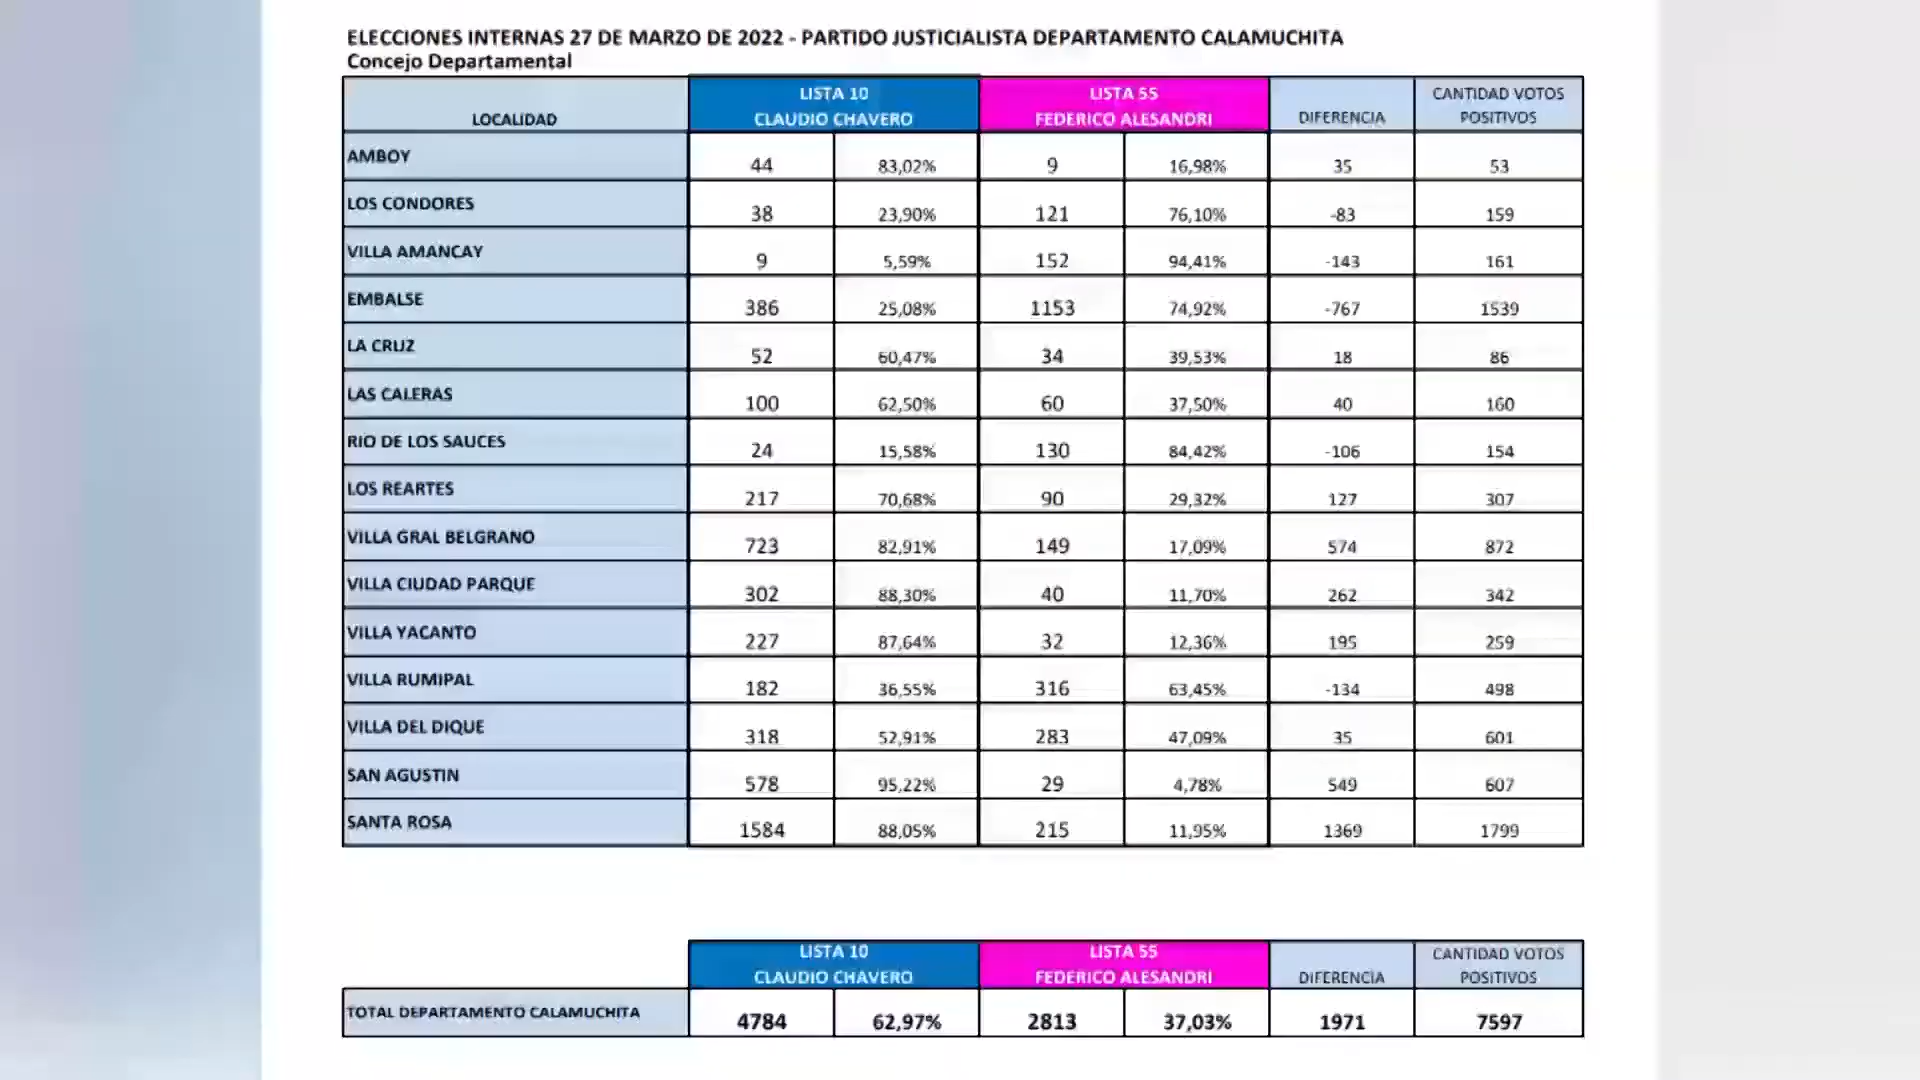 ELECCIONES INTERNAS 27 DE MARZO DE 2022 - PARTIDO JUSTICIALISTA DEPARTAMENTO CALAMUCHITA
Concejo Departamental
LOCALIDAD LISTA 10 CLAUDIO CHAVERO LISTA 55 FEDERICO ALESANDRI DIFERENCIA CANTIDAD VOTOS POSITIVOS
AMBOY 44 83,02% 9 16,98% 35 53
LOS CONDORES 38 23,90% 121 76,10% -83 159
VILLA AMANCAY 9 5,59% 152 94,41% -143 161
EMBALSE 386 25,08% 1153 74,92% -767 1539
LA CRUZ 52 60,47% 34 39,53% 18 86
LAS CALERAS 100 62,50% 60 37,50% 40 160
RIO DE LOS SAUCES 24 15,58% 130 84,42% -106 154
LOS REARTES 217 70,68% 90 29,32% 127 307
VILLA GRAL BELGRANO 723 82,91% 149 17,09% 574 872
VILLA CIUDAD PARQUE 302 88,30% 40 11,70% 262 342
VILLA YACANTO 227 87,64% 32 12,36% 195 259
VILLA RUMIPAL 182 36,55% 316 63,45% -134 498
VILLA DEL DIQUE 318 52,91% 283 47,09% 35 601
SAN AGUSTIN 578 95,22% 29 4,78% 549 607
SANTA ROSA 1584 88,05% 215 11,95% 1369 1799
LISTA 10 CLAUDIO CHAVERO LISTA 55 FEDERICO ALESANDRI DIFERENCIA CANTIDAD VOTOS POSITIVOS
TOTAL DEPARTAMENTO CALAMUCHITA 4784 62,97% 2813 37,03% 1971 7597